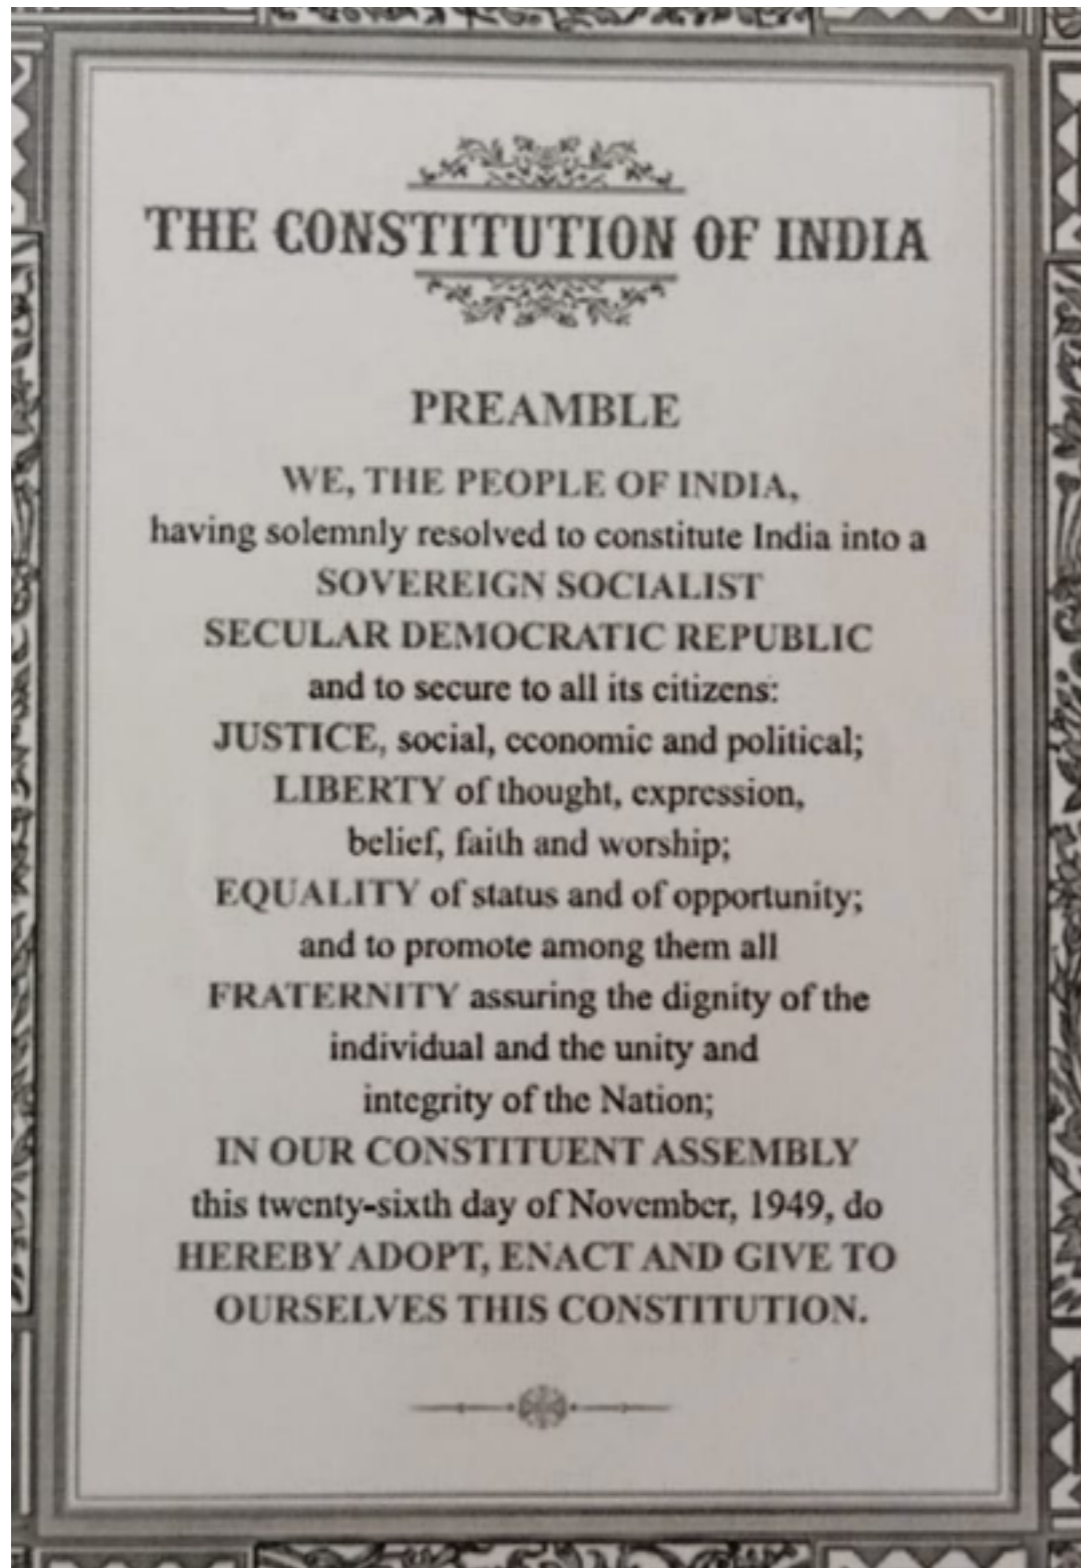 THE CONSTITUTION OF INDIA
PREAMBLE
WE, THE PEOPLE OF INDIA,
having solemnly resolved to constitute India into a
SOVEREIGN SOCIALIST
SECULAR DEMOCRATIC REPUBLIC
and to secure to all its citizens:
JUSTICE, social, economic and political;
LIBERTY of thought, expression,
belief, faith and worship;
EQUALITY of status and of opportunity;
and to promote among them all
FRATERNITY assuring the dignity of the
individual and the unity and
integrity of the Nation;
IN OUR CONSTITUENT ASSEMBLY
this twenty-sixth day of November, 1949, do
HEREBY ADOPT, ENACT AND GIVE TO
OURSELVES THIS CONSTITUTION.